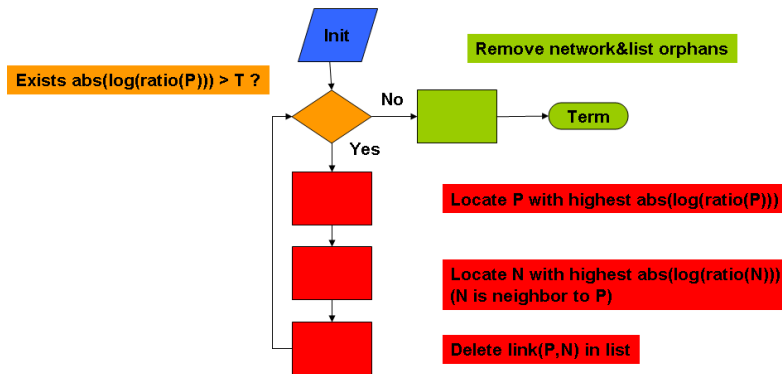 Init
Remove network&list orphans
Exists abs(log(ratio(P))) > T ?
No
Term
Yes
Locate P with highest abs(log(ratio(P)))
Locate N with highest abs(log(ratio(N)))
(N is neighbor to P)
Delete link(P,N) in list